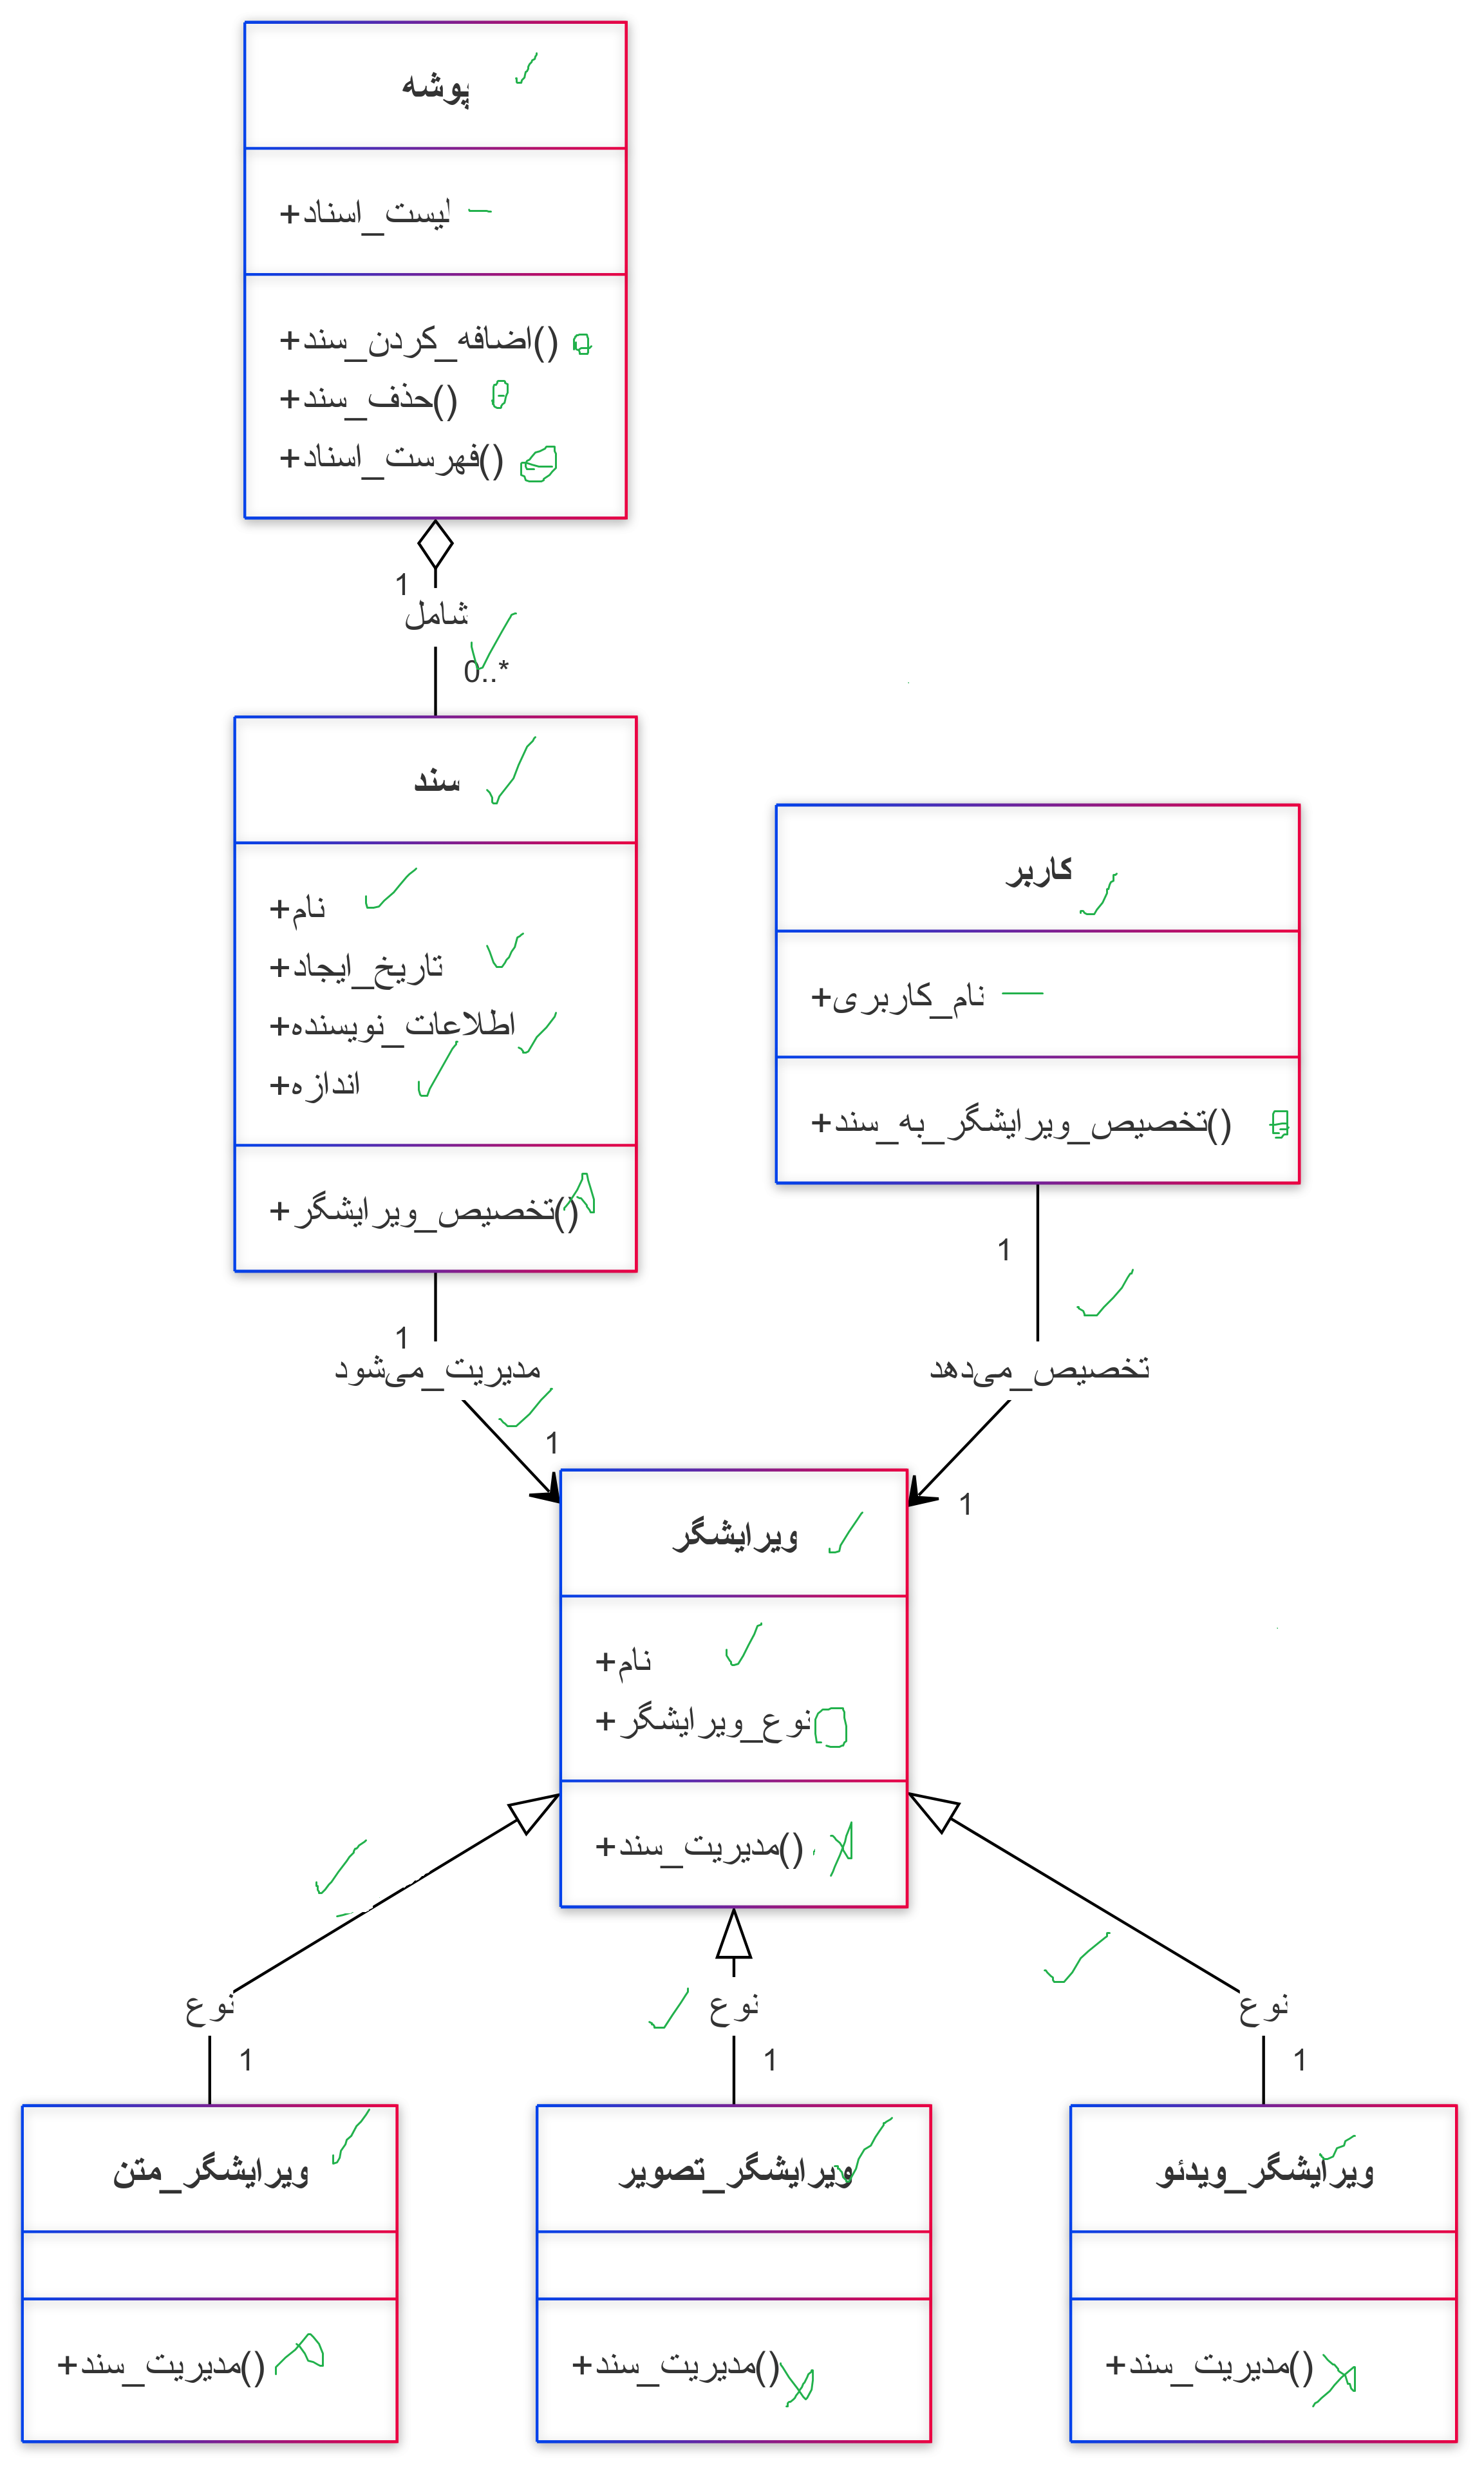 پوشه
+لیست_اسناد
+اضافه_کردن_سند()
+حذف_سند()
+فهرست_اسناد()
1
شامل
0..*
سند
+نام
+تاریخ_ایجاد
+اطلاعات_نویسنده
+اندازه
+تخصیص_ویرایشگر()
کاربر
+نام_کاربری
+تخصیص_ویرایشگر_به_سند()
1
مدیریت_می‌شود
1
1
تخصیص_می‌دهد
1
ویرایشگر
+نام
+نوع_ویرایشگر
+مدیریت_سند()
نوع
1
نوع
1
نوع
1
ویرایشگر_متن
+مدیریت_سند()
ویرایشگر_تصویر
+مدیریت_سند()
ویرایشگر_ویدئو
+مدیریت_سند()